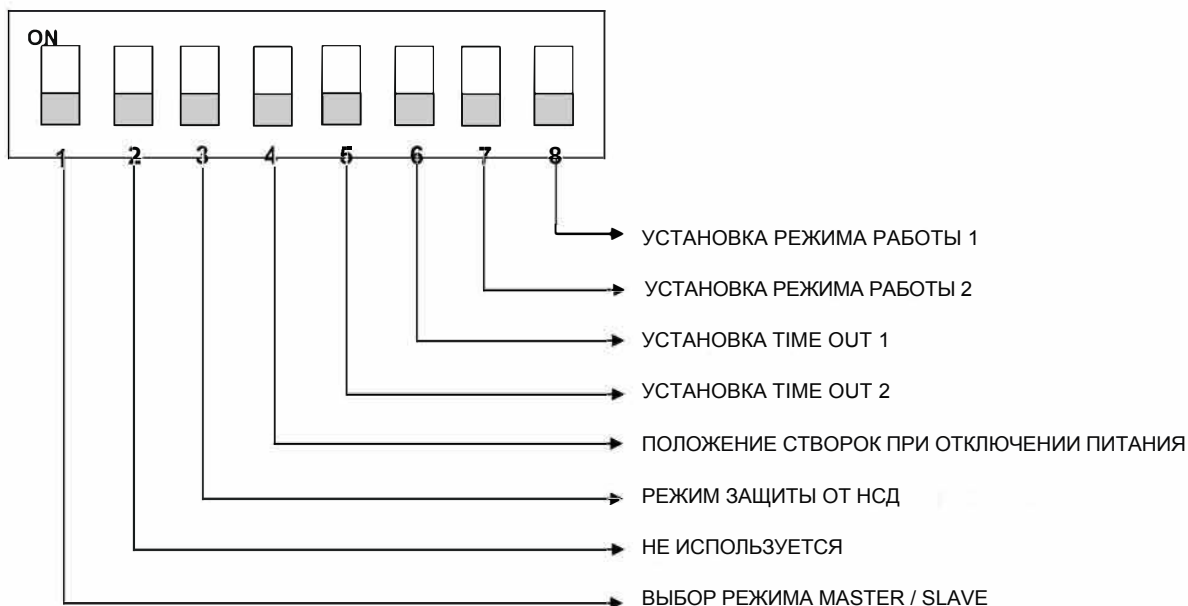 ON
1 2 3 4 5 6 7 8
УСТАНОВКА РЕЖИМА РАБОТЫ 1
УСТАНОВКА РЕЖИМА РАБОТЫ 2
УСТАНОВКА TIME OUT 1
УСТАНОВКА TIME OUT 2
ПОЛОЖЕНИЕ СТВОРОК ПРИ ОТКЛЮЧЕНИИ ПИТАНИЯ
РЕЖИМ ЗАЩИТЫ ОТ НСД
НЕ ИСПОЛЬЗУЕТСЯ
ВЫБОР РЕЖИМА MASTER / SLAVE